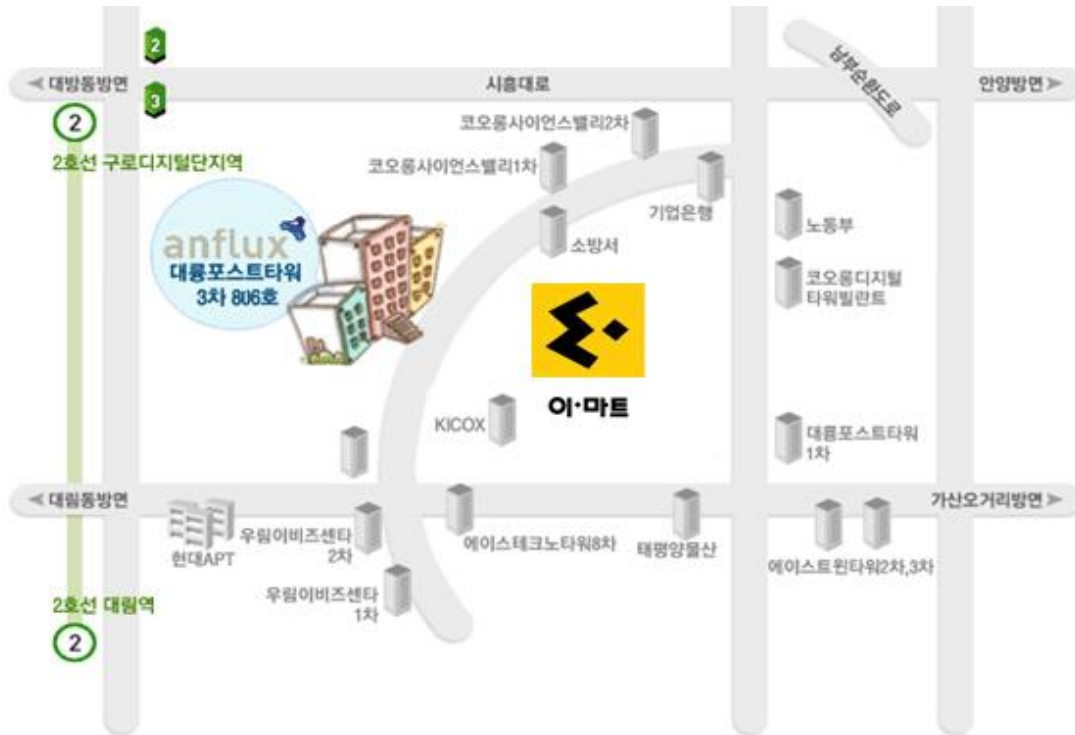 2
3
대방동방면
시흥대로
남부순환도로
안양방면
2
2호선 구로디지털단지역
코오롱사이언스밸리2차
코오롱사이언스밸리1차
기업은행
노동부
소방서
anflux
대륭포스트타워
3차 806호
코오롱디지털
타워빌란트
이·마트
KICOX
대륭포스트타워
1차
대림동방면
가산오거리방면
현대APT
우림이비즈센타
2차
에이스테크노타워8차
태평양물산
에이스트윈타워2차,3차
우림이비즈센타
1차
2호선 대림역
2